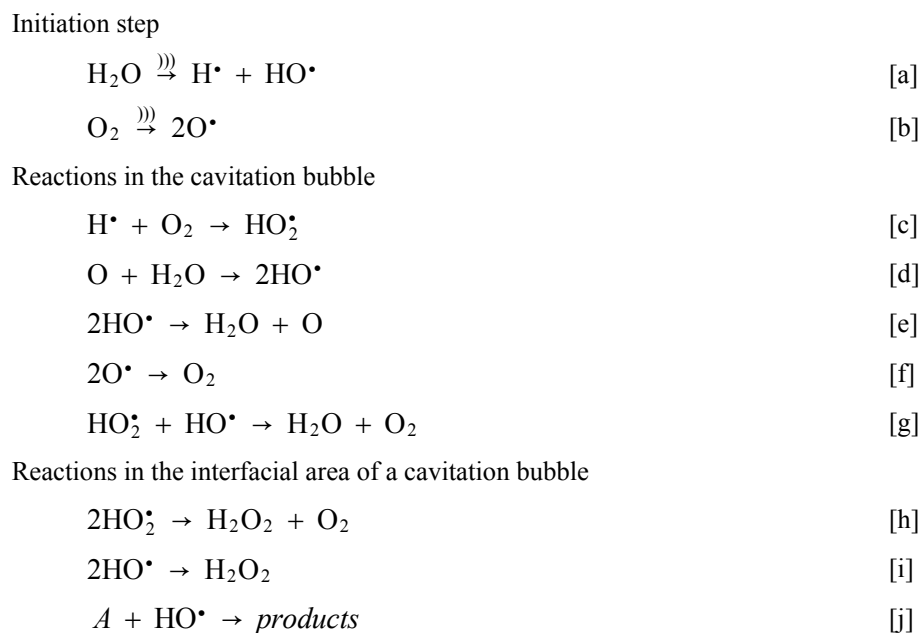 Initiation step
H₂O ⟶^{)))} H• + HO• [a]
O₂ ⟶^{)))} 2O• [b]
Reactions in the cavitation bubble
H• + O₂ → HO₂• [c]
O + H₂O → 2HO• [d]
2HO• → H₂O + O [e]
2O• → O₂ [f]
HO₂• + HO• → H₂O + O₂ [g]
Reactions in the interfacial area of a cavitation bubble
2HO₂• → H₂O₂ + O₂ [h]
2HO• → H₂O₂ [i]
A + HO• → products [j]